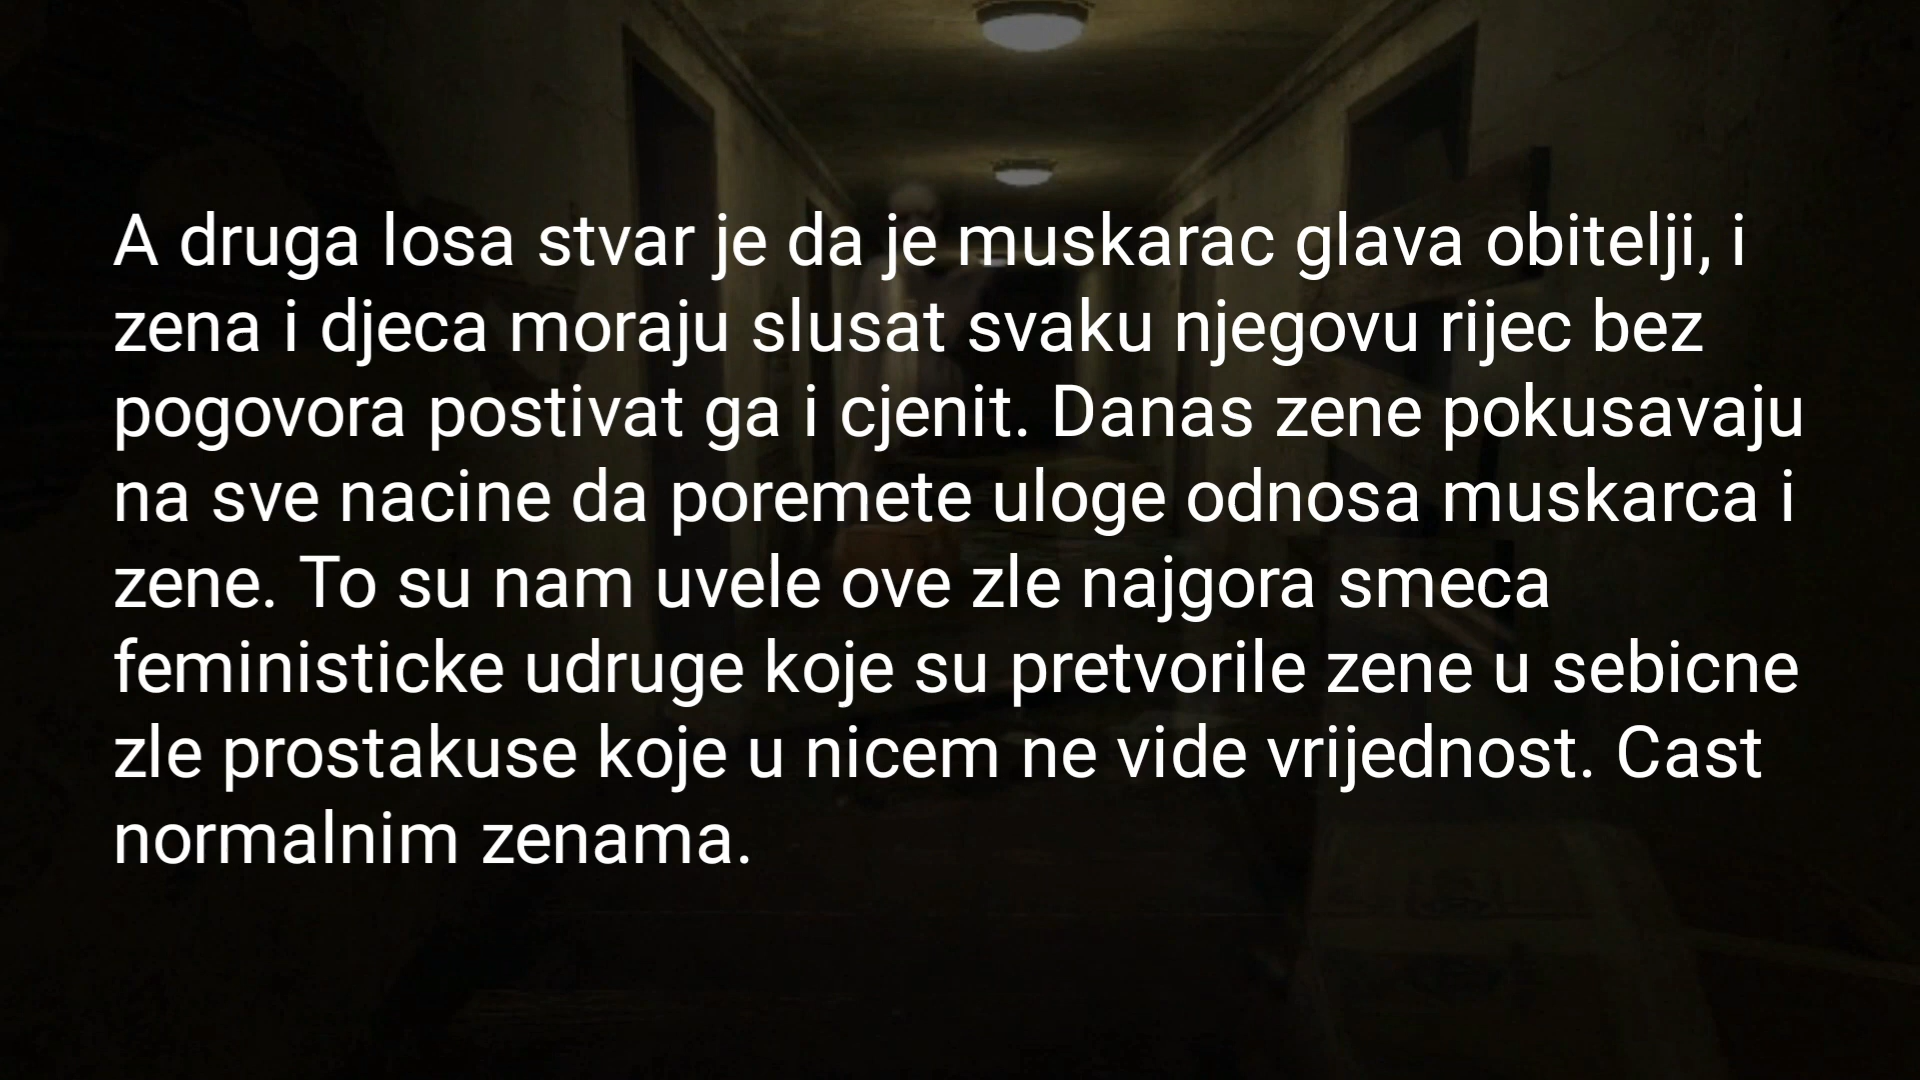 A druga losa stvar je da je muskarac glava obitelji, i
zena i djeca moraju slusat svaku njegovu rijec bez
pogovora postivat ga i cjenit. Danas zene pokusavaju
na sve nacine da poremete uloge odnosa muskarca i
zene. To su nam uvele ove zle najgora smeca
feministicke udruge koje su pretvorile zene u sebicne
zle prostakuse koje u nicem ne vide vrijednost. Cast
normalnim zenama.